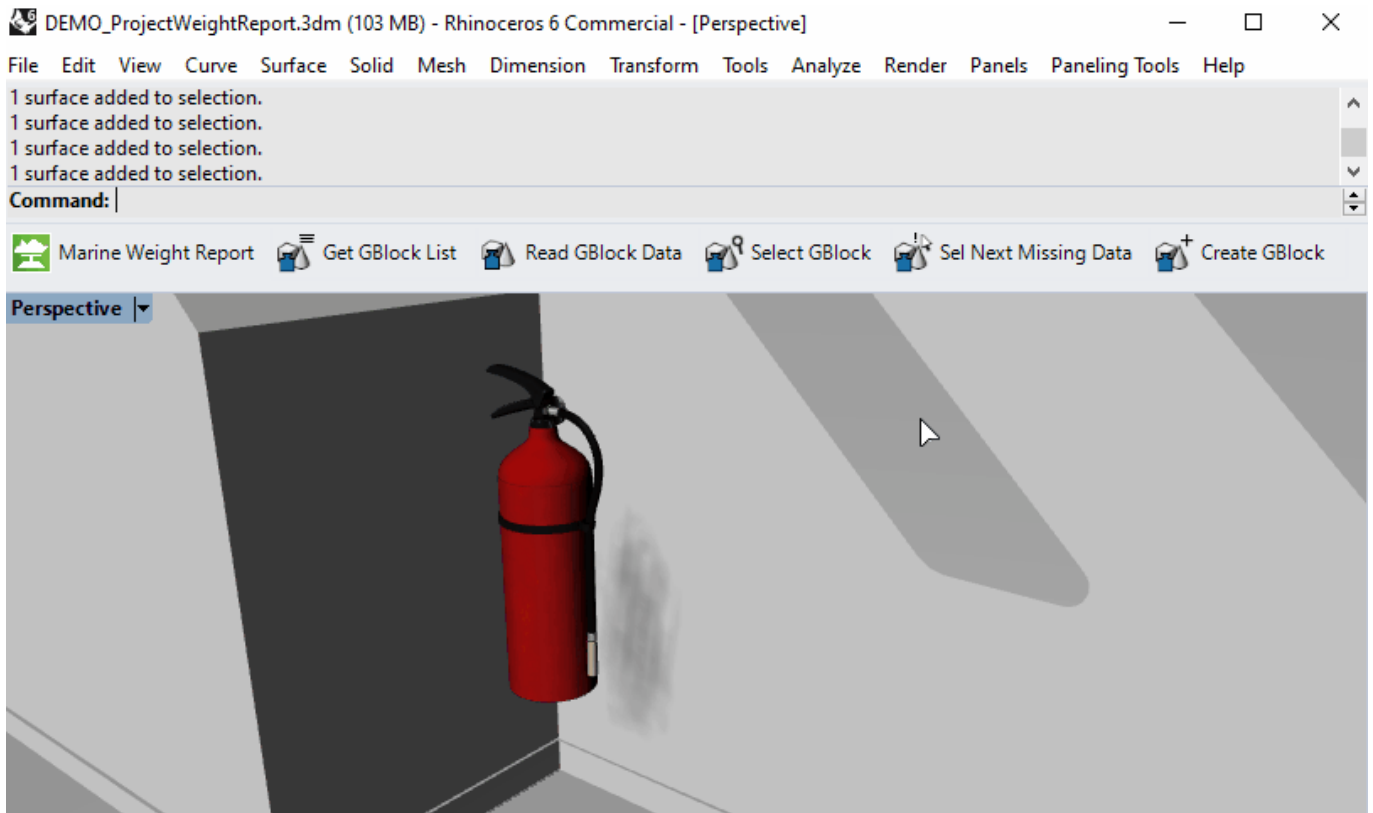 DEMO_ProjectWeightReport.3dm (103 MB) - Rhinoceros 6 Commercial - [Perspective]
File Edit View Curve Surface Solid Mesh Dimension Transform Tools Analyze Render Panels Paneling Tools Help
1 surface added to selection.
1 surface added to selection.
1 surface added to selection.
1 surface added to selection.
Command:
Marine Weight Report Get GBlock List Read GBlock Data Select GBlock Sel Next Missing Data Create GBlock
Perspective